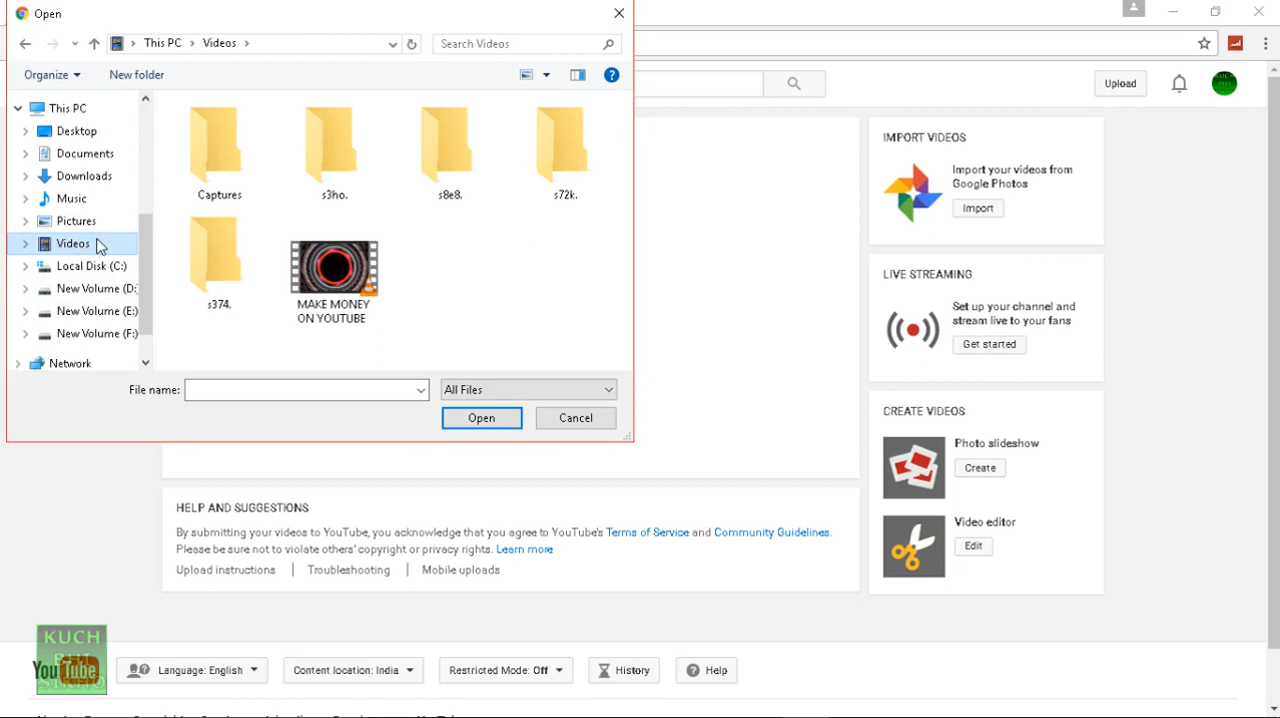 Open
This PC Videos
Search Videos
Organize
New folder
This PC
Desktop
Documents
Downloads
Music
Pictures
Videos
Local Disk (C:)
New Volume (D:
New Volume (E:)
New Volume (F:)
Network
Captures
s3ho.
s8e8.
s72k.
s374.
MAKE MONEY
ON YOUTUBE
File name:
All Files
Open
Cancel
Upload
IMPORT VIDEOS
Import your videos from
Google Photos
Import
LIVE STREAMING
Set up your channel and
stream live to your fans
Get started
CREATE VIDEOS
Photo slideshow
Create
Video editor
Edit
HELP AND SUGGESTIONS
By submitting your videos to YouTube, you acknowledge that you agree to YouTube's Terms of Service and Community Guidelines.
Please be sure not to violate others' copyright or privacy rights. Learn more
Upload instructions | Troubleshooting | Mobile uploads
KUCH
BHI
SIKHO
YouTube
Language: English
Content location: India
Restricted Mode: Off
History
Help